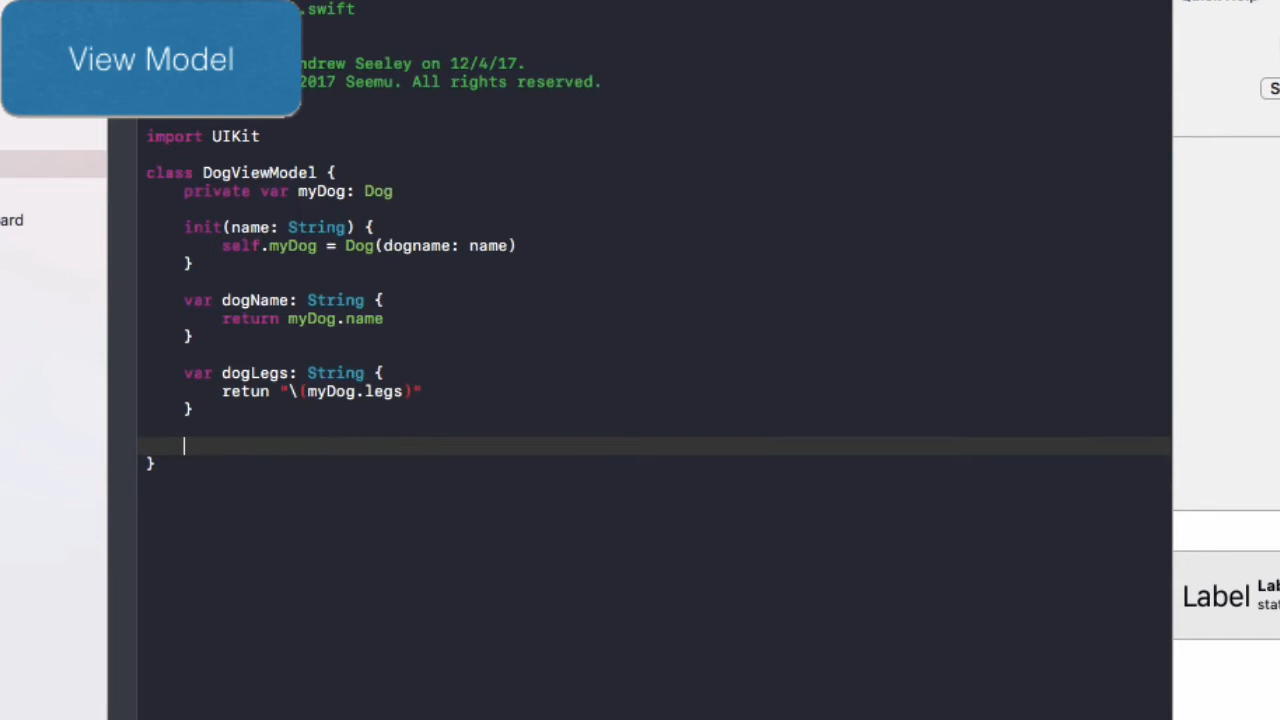 View Model
.swift
ndrew Seeley on 12/4/17.
2017 Seemu. All rights reserved.
import UIKit
class DogViewModel {
private var myDog: Dog
init(name: String) {
self.myDog = Dog(dogname: name)
}
var dogName: String {
return myDog.name
}
var dogLegs: String {
retun "\(myDog.legs)"
}
}
ard
S
Label
Lab
stat